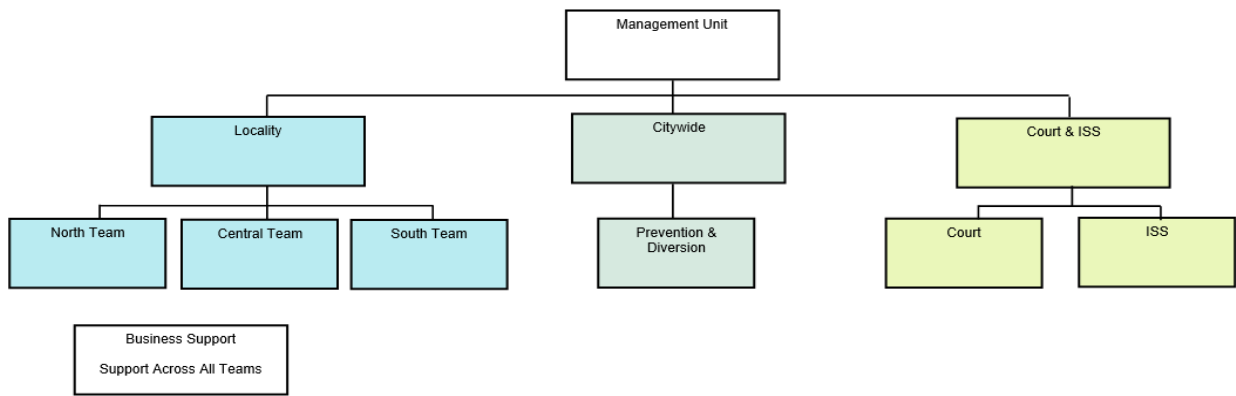 Management Unit
Locality
Citywide
Court & ISS
North Team
Central Team
South Team
Prevention &
Diversion
Court
ISS
Business Support
Support Across All Teams